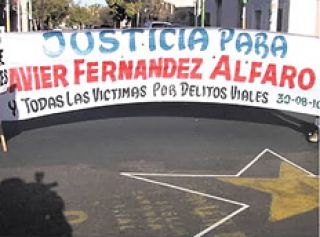 JUSTICIA PARA
AVIER FERNANDEZ ALFARO
Y TODAS LAS VICTIMAS POR DELITOS VIALES 30-08-10